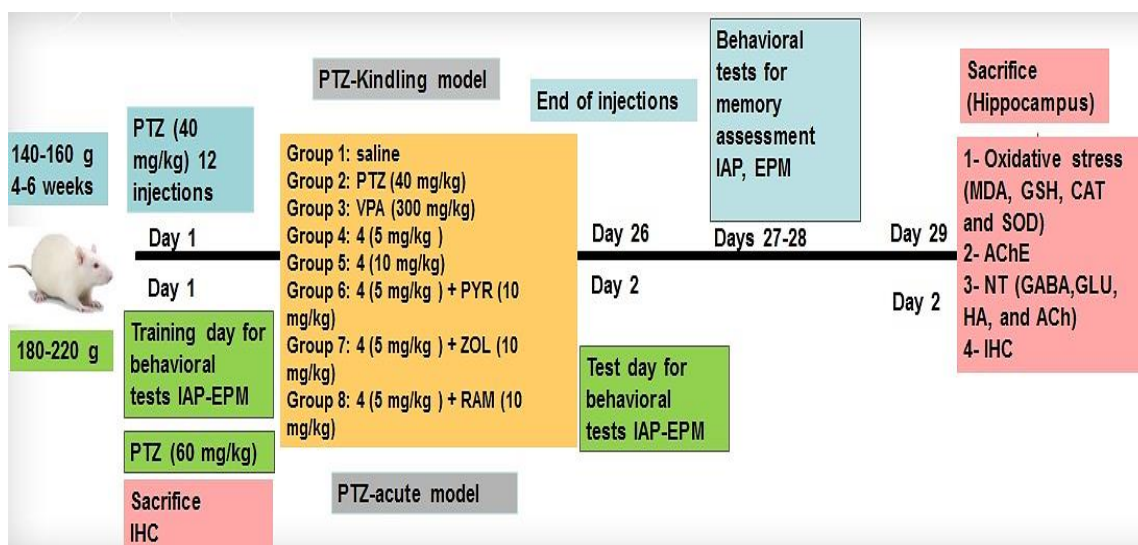 140-160 g
4-6 weeks
180-220 g
PTZ (40
mg/kg) 12
injections
Day 1
Day 1
Training day for
behavioral
tests IAP-EPM
PTZ (60 mg/kg)
Sacrifice
IHC
PTZ-Kindling model
Group 1: saline
Group 2: PTZ (40 mg/kg)
Group 3: VPA (300 mg/kg)
Group 4: 4 (5 mg/kg )
Group 5: 4 (10 mg/kg)
Group 6: 4 (5 mg/kg ) + PYR (10
mg/kg)
Group 7: 4 (5 mg/kg ) + ZOL (10
mg/kg)
Group 8: 4 (5 mg/kg ) + RAM (10
mg/kg)
PTZ-acute model
End of injections
Day 26
Day 2
Test day for
behavioral
tests IAP-EPM
Behavioral
tests for
memory
assessment
IAP, EPM
Days 27-28
Day 29
Day 2
Sacrifice
(Hippocampus)
1- Oxidative stress
(MDA, GSH, CAT
and SOD)
2- AChE
3- NT (GABA,GLU,
HA, and ACh)
4- IHC